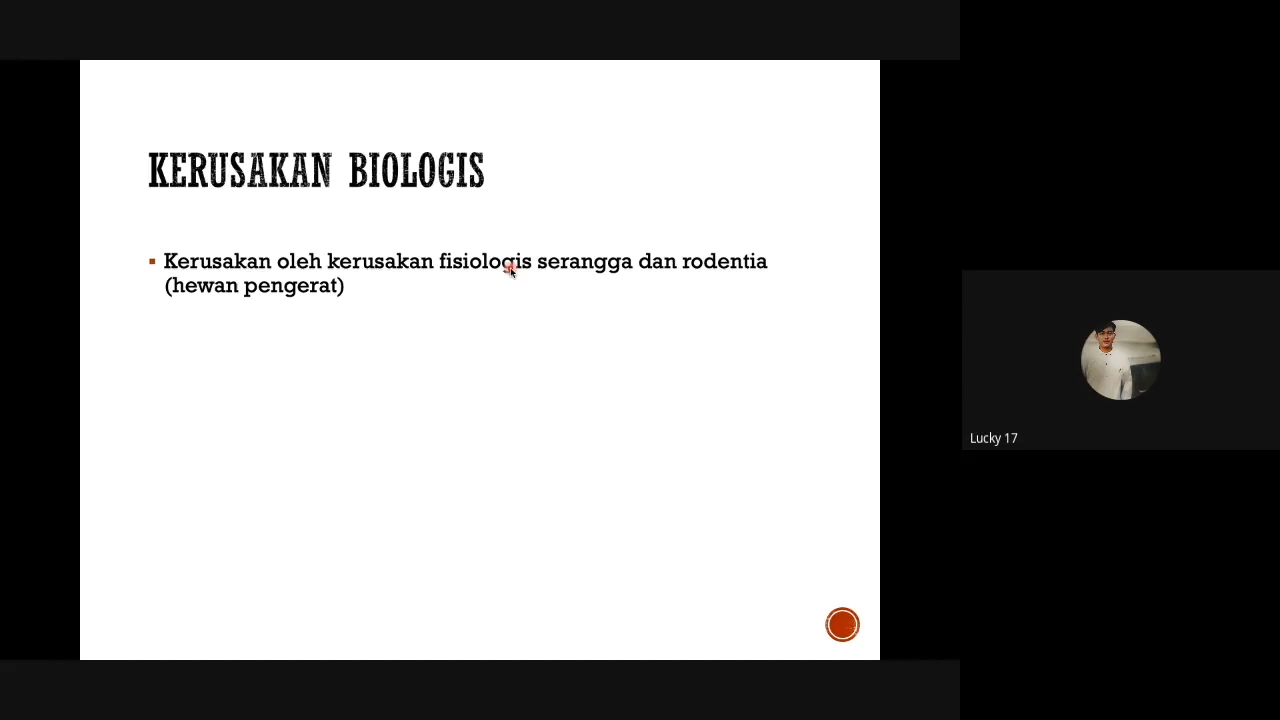 KERUSAKAN BIOLOGIS
Kerusakan oleh kerusakan fisiologis serangga dan rodentia
(hewan pengerat)
Lucky 17